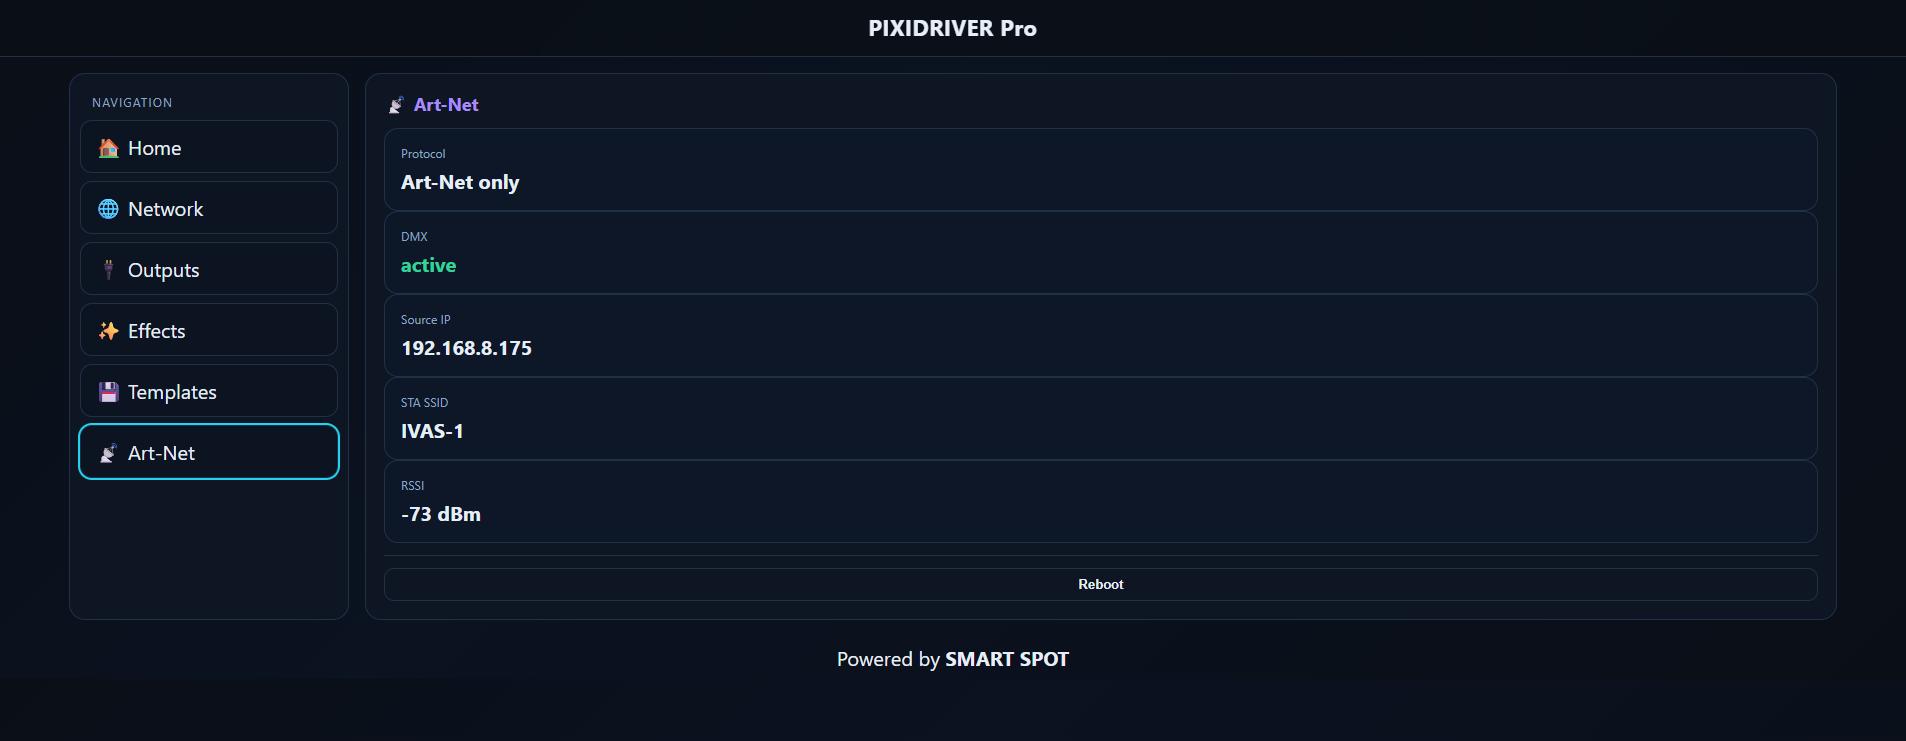 PIXIDRIVER Pro
NAVIGATION
Home
Network
Outputs
Effects
Templates
Art-Net
Art-Net
Protocol
Art-Net only
DMX
active
Source IP
192.168.8.175
STA SSID
IVAS-1
RSSI
-73 dBm
Reboot
Powered by SMART SPOT